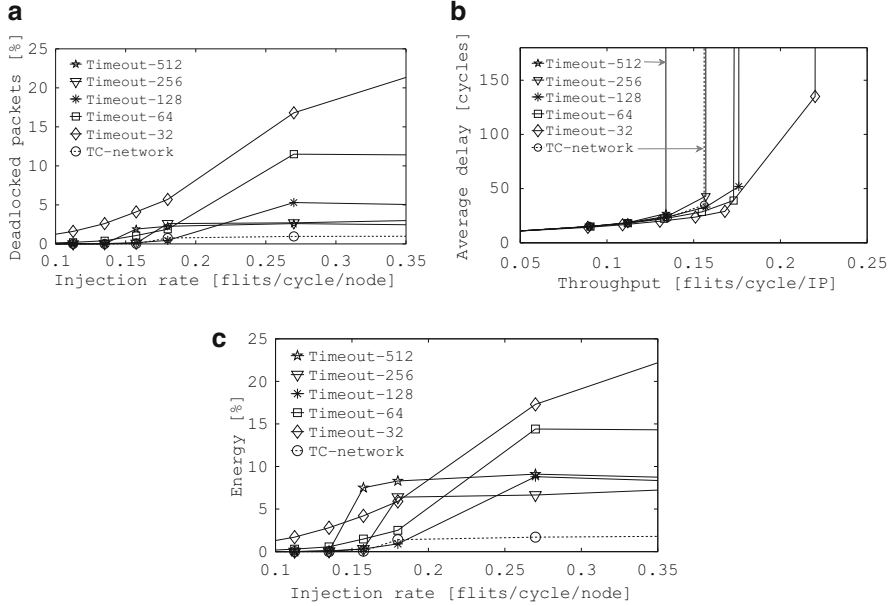 a
Deadlocked packets [%]
25
20
15
10
5
0
Timeout-512
Timeout-256
Timeout-128
Timeout-64
Timeout-32
TC-network
0.1
0.15
0.2
0.25
0.3
0.35
Injection rate [flits/cycle/node]
b
Average delay [cycles]
150
100
50
0
Timeout-512
Timeout-256
Timeout-128
Timeout-64
Timeout-32
TC-network
0.05
0.1
0.15
0.2
0.25
Throughput [flits/cycle/IP]
c
Energy [%]
25
20
15
10
5
0
Timeout-512
Timeout-256
Timeout-128
Timeout-64
Timeout-32
TC-network
0.1
0.15
0.2
0.25
0.3
0.35
Injection rate [flits/cycle/node]